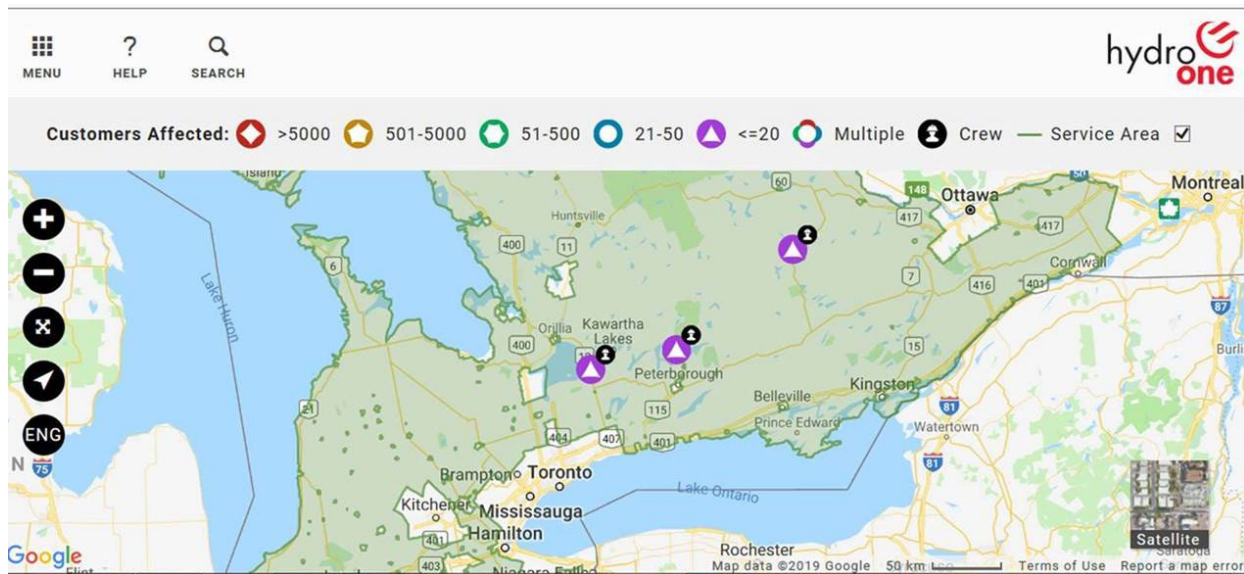 MENU
HELP
SEARCH
hydro
one
Customers Affected: >5000 501-5000 51-500 21-50 <=20 Multiple Crew Service Area
Island
60
50
148
Ottawa
Montreal
417
417
Huntsville
400
11
6
7
Cornwall
416
401
Lake Huron
87
Orillia
Kawartha
Lakes
400
15
Peterborough
Kingston
Belleville
21
115
81
Prince Edward
Watertown
ENG
404
407
401
N
75
81
Brampton
Toronto
Lake Ontario
Kitchener
Mississauga
401
Hamilton
Satellite
Google
403
Rochester
Map data ©2019 Google 50 km Terms of Use Report a map error